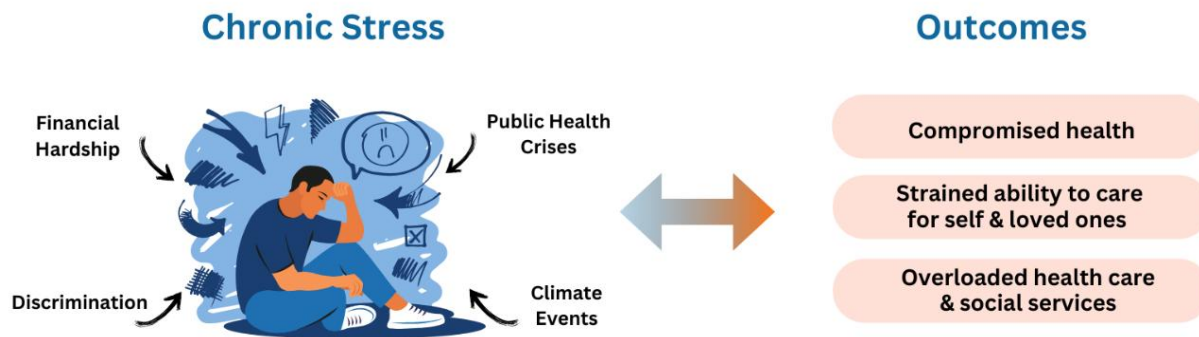 Chronic Stress
Financial
Hardship
Public Health
Crises
Discrimination
Climate
Events
Outcomes
Compromised health
Strained ability to care
for self & loved ones
Overloaded health care
& social services